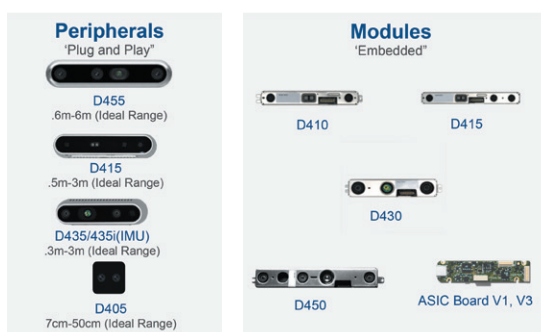 Peripherals
'Plug and Play"
D455
.6m-6m (Ideal Range)
D415
.5m-3m (Ideal Range)
D435/435i(IMU)
.3m-3m (Ideal Range)
D405
7cm-50cm (Ideal Range)
Modules
'Embedded"
D410
D415
D430
D450
ASIC Board V1, V3